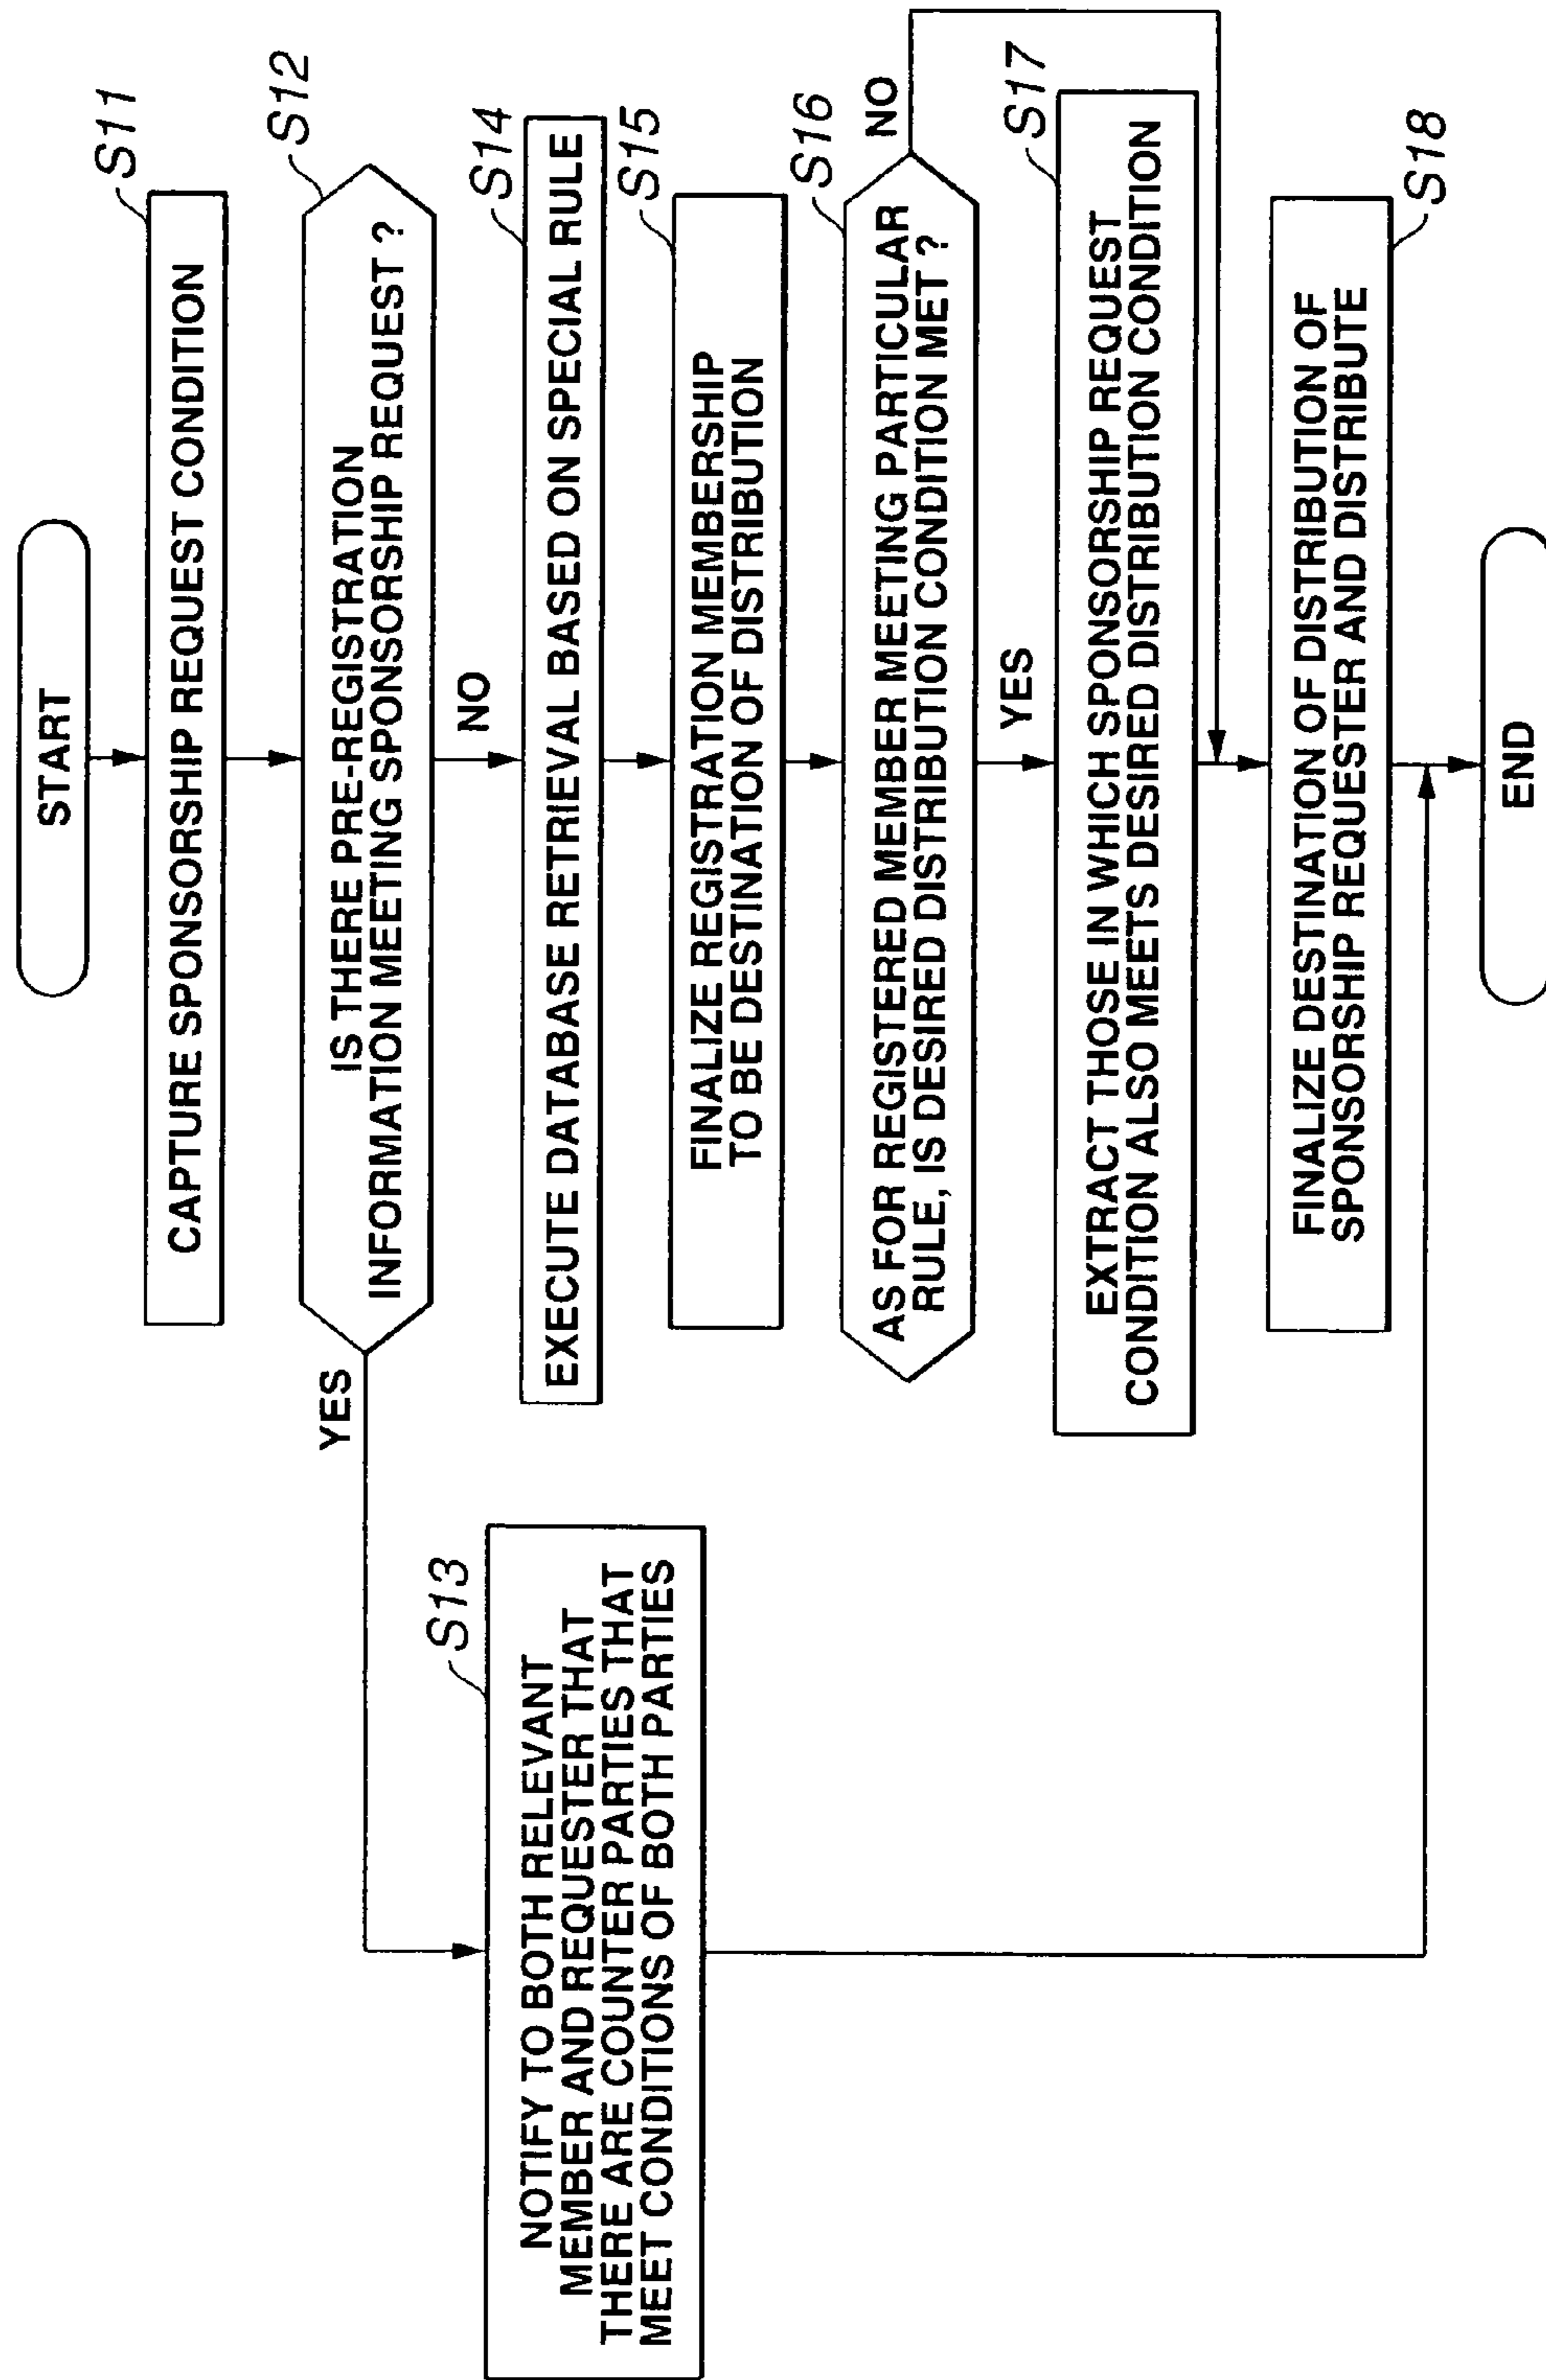 START
S11
CAPTURE SPONSORSHIP REQUEST CONDITION
S12
IS THERE PRE-REGISTRATION
INFORMATION MEETING SPONSORSHIP REQUEST ?
YES
NO
S13
NOTIFY TO BOTH RELEVANT
MEMBER AND REQUESTER THAT
THERE ARE COUNTER PARTIES THAT
MEET CONDITIONS OF BOTH PARTIES
S14
EXECUTE DATABASE RETRIEVAL BASED ON SPECIAL RULE
S15
FINALIZE REGISTRATION MEMBERSHIP
TO BE DESTINATION OF DISTRIBUTION
S16
AS FOR REGISTERED MEMBER MEETING PARTICULAR
RULE, IS DESIRED DISTRIBUTION CONDITION MET ?
NO
YES
S17
EXTRACT THOSE IN WHICH SPONSORSHIP REQUEST
CONDITION ALSO MEETS DESIRED DISTRIBUTION CONDITION
S18
FINALIZE DESTINATION OF DISTRIBUTION OF
SPONSORSHIP REQUESTER AND DISTRIBUTE
END